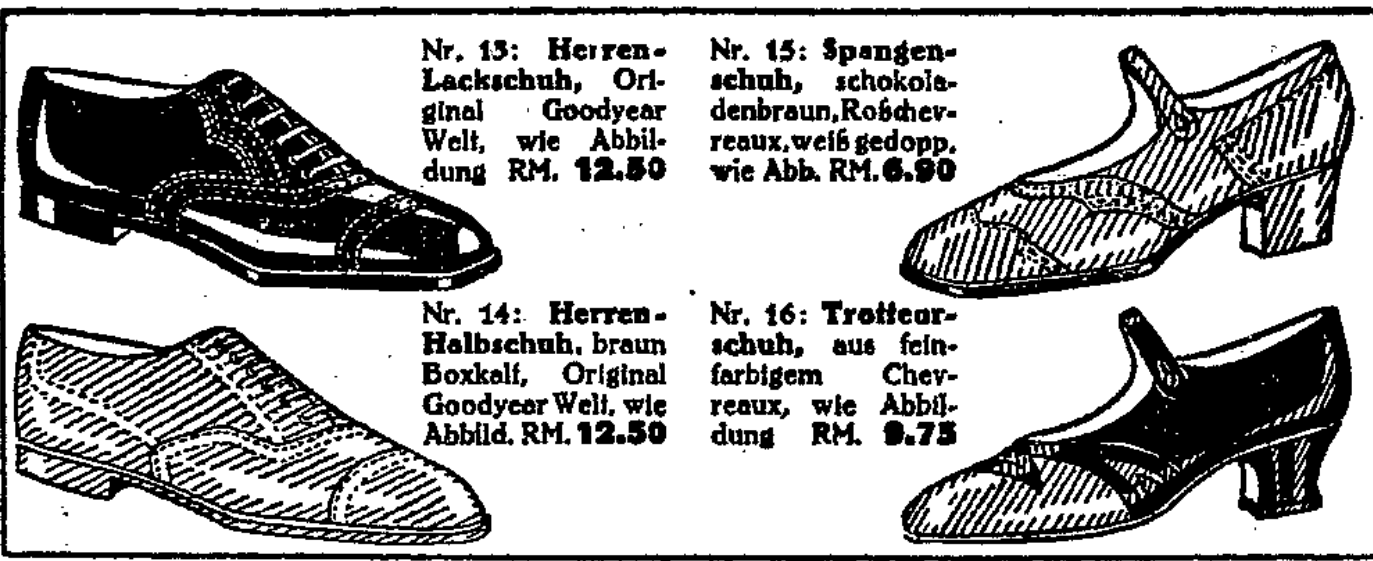 Nr. 13: Herren-
Lackschuh, Ori-
ginal Goodyear
Welt, wie Abbil-
dung RM. 12.50
Nr. 14: Herren-
Halbschuh, braun
Boxkalf, Original
Goodyear Welt, wie
Abbild. RM. 12.50
Nr. 15: Spangen-
schuh, schokola-
denbraun, Roßchev-
reaux, weiß gedopp.
wie Abb. RM. 6.90
Nr. 16: Trotteur-
schuh, aus fein-
farbigem Chev-
reaux, wie Abbil-
dung RM. 9.75